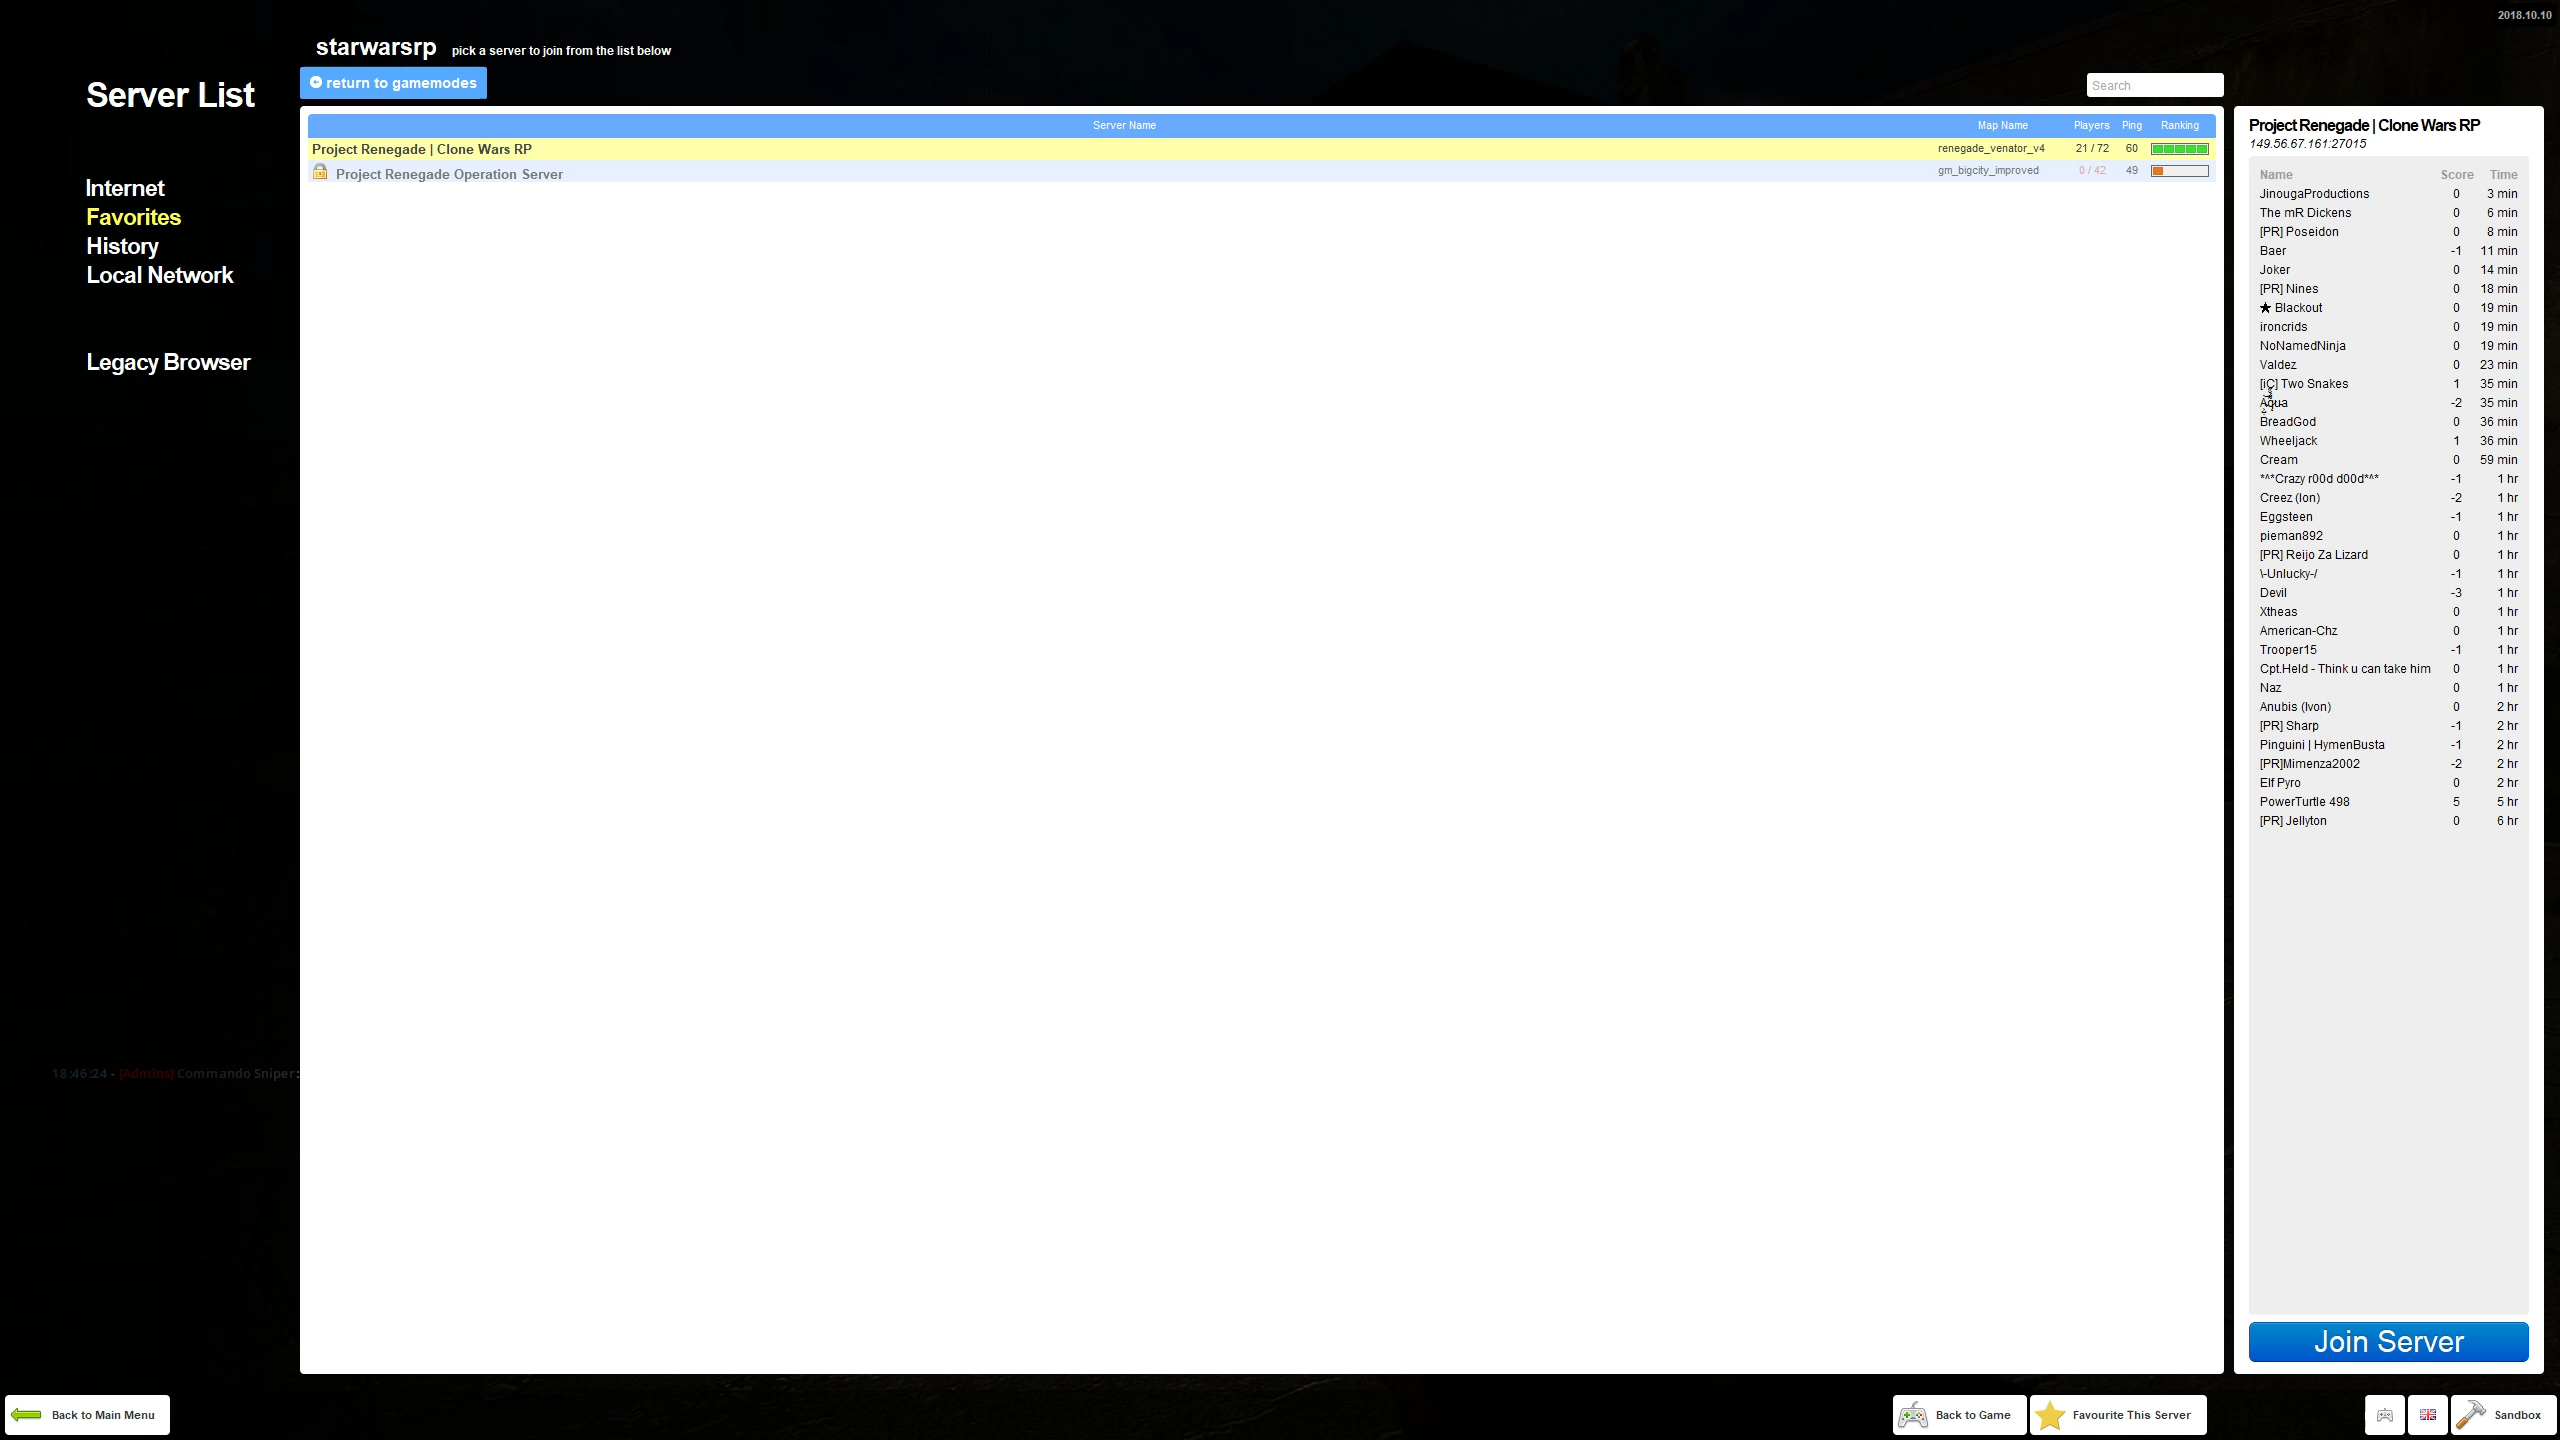 2018.10.10
starwarsrp pick a server to join from the list below
return to gamemodes
Search
Server List
Internet
Favorites
History
Local Network
Legacy Browser
Server Name Map Name Players Ping Ranking
Project Renegade | Clone Wars RP renegade_venator_v4 21 / 72 60
Project Renegade Operation Server gm_bigcity_improved 0 / 42 49
Project Renegade | Clone Wars RP
149.56.67.161:27015
Name Score Time
JinougaProductions 0 3 min
The mR Dickens 0 6 min
[PR] Poseidon 0 8 min
Baer -1 11 min
Joker 0 14 min
[PR] Nines 0 18 min
★ Blackout 0 19 min
ironcrids 0 19 min
NoNamedNinja 0 19 min
Valdez 0 23 min
[iC] Two Snakes 1 35 min
Aqua -2 35 min
BreadGod 0 36 min
Wheeljack 1 36 min
Cream 0 59 min
*^*Crazy r00d d00d*^* -1 1 hr
Creez (Ion) -2 1 hr
Eggsteen -1 1 hr
pieman892 0 1 hr
[PR] Reijo Za Lizard 0 1 hr
\-Unlucky-/ -1 1 hr
Devil -3 1 hr
Xtheas 0 1 hr
American-Chz 0 1 hr
Trooper15 -1 1 hr
Cpt.Held - Think u can take him 0 1 hr
Naz 0 1 hr
Anubis (Ivon) 0 2 hr
[PR] Sharp -1 2 hr
Pinguini | HymenBusta -1 2 hr
[PR]Mimenza2002 -2 2 hr
Elf Pyro 0 2 hr
PowerTurtle 498 5 5 hr
[PR] Jellyton 0 6 hr
18:46:24 - [Admins] Commando Sniper:
Join Server
Back to Main Menu
Back to Game
Favourite This Server
Sandbox